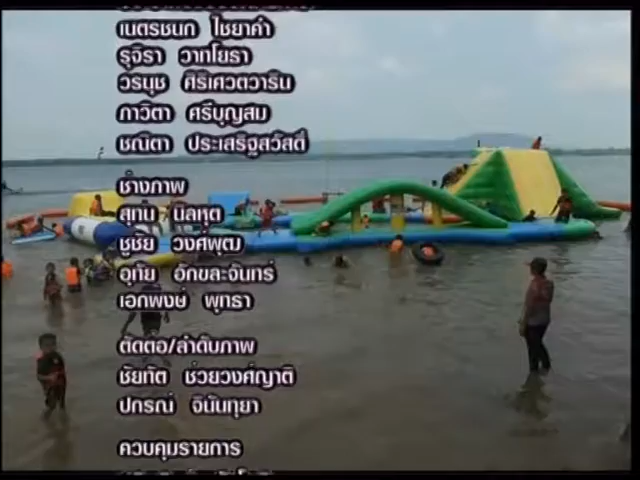 เนตรชนก ไชยาคำ
รุจิรา วาทโยธา
วรนุช ศิริเศวตวาริน
ภาวิตา ศรีบุญสม
ชณิตา ประเสริฐสวัสดิ์
ช่างภาพ
สุทน นิลหุต
ชูชัย วงศ์พุฒ
อุทัย อักขละจันทร์
เอกพงษ์ พุทธา
ตัดต่อ/ลำดับภาพ
ชัยทัต ช่วยวงศ์ญาติ
ปกรณ์ จินันทุยา
ควบคุมรายการ